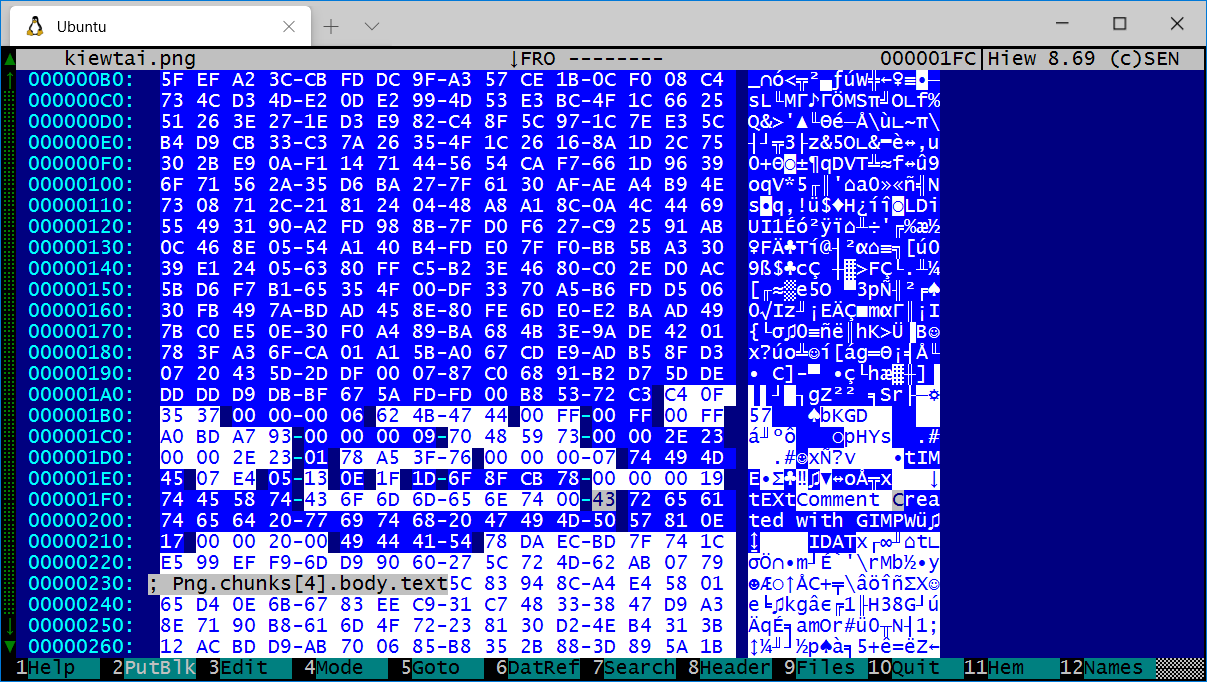 Ubuntu
kiewtai.png ↓FRO -------- 000001FC│Hiew 8.69 (c)SEN
000000B0: 5F EF A2 3C-CB FD DC 9F-A3 57 CE 1B-0C F0 08 C4
000000C0: 73 4C D3 4D-E2 0D E2 99-4D 53 E3 BC-4F 1C 66 25 sL╙MΓ♪ΓÖMSπ╝O∟f%
000000D0: 51 26 3E 27-1E D3 E9 82-C4 8F 5C 97-1C 7E E3 5C
000000E0: B4 D9 CB 33-C3 7A 26 35-4F 1C 26 16-8A 1D 2C 75
000000F0: 30 2B E9 0A-F1 14 71 44-56 54 CA F7-66 1D 96 39
00000100: 6F 71 56 2A-35 D6 BA 27-7F 61 30 AF-AE A4 B9 4E oqV*5╓║'⌂a0»«ñ╣N
00000110: 73 08 71 2C-21 81 24 04-48 A8 A1 8C-0A 4C 44 69
00000120: 55 49 31 90-A2 FD 98 8B-7F D0 F6 27-C9 25 91 AB
00000130: 0C 46 8E 05-54 A1 40 B4-FD E0 7F F0-BB 5B A3 30
00000140: 39 E1 24 05-63 80 FF C5-B2 3E 46 80-C0 2E D0 AC
00000150: 5B D6 F7 B1-65 35 4F 00-DF 33 70 A5-B6 FD D5 06
00000160: 30 FB 49 7A-BD AD 45 8E-80 FE 6D E0-E2 BA AD 49
00000170: 7B C0 E5 0E-30 F0 A4 89-BA 68 4B 3E-9A DE 42 01
00000180: 78 3F A3 6F-CA 01 A1 5B-A0 67 CD E9-AD B5 8F D3
00000190: 07 20 43 5D-2D DF 00 07-87 C0 68 91-B2 D7 5D DE
000001A0: DD DD D9 DB-BF 67 5A FD-FD 00 B8 53-72 C3 C4 0F
000001B0: 35 37 00 00-00 06 62 4B-47 44 00 FF-00 FF 00 FF 57 ♠bKGD
000001C0: A0 BD A7 93-00 00 00 09-70 48 59 73-00 00 2E 23 á╜ºô ○pHYs .#
000001D0: 00 00 2E 23-01 78 A5 3F-76 00 00 00-07 74 49 4D .#☺xÑ?v •tIM
000001E0: 45 07 E4 05-13 0E 1F 1D-6F 8F CB 78-00 00 00 19 E•Σ♣‼♫▼↔oÅ╦x ↓
000001F0: 74 45 58 74-43 6F 6D 6D-65 6E 74 00-43 72 65 61 tEXtComment Crea
00000200: 74 65 64 20-77 69 74 68-20 47 49 4D-50 57 81 0E ted with GIMPWü♫
00000210: 17 00 00 20-00 49 44 41-54 78 DA EC-BD 7F 74 1C ↨ IDATx┌∞╜⌂t∟
00000220: E5 99 EF F9-6D D9 90 60-27 5C 72 4D-62 AB 07 79
00000230: ; Png.chunks[4].body.text5C 83 94 8C-A4 E4 58 01
00000240: 65 D4 0E 6B-67 83 EE C9-31 C7 48 33-38 47 D9 A3
00000250: 8E 71 90 B8-61 6D 4F 72-23 81 30 D2-4E B4 31 3B
00000260: 12 AC BD D9-AB 70 06 85-B8 35 2B 88-3D 89 5A 1B
1Help 2PutBlk 3Edit 4Mode 5Goto 6DatRef 7Search 8Header 9Files 10Quit 11Hem 12Names